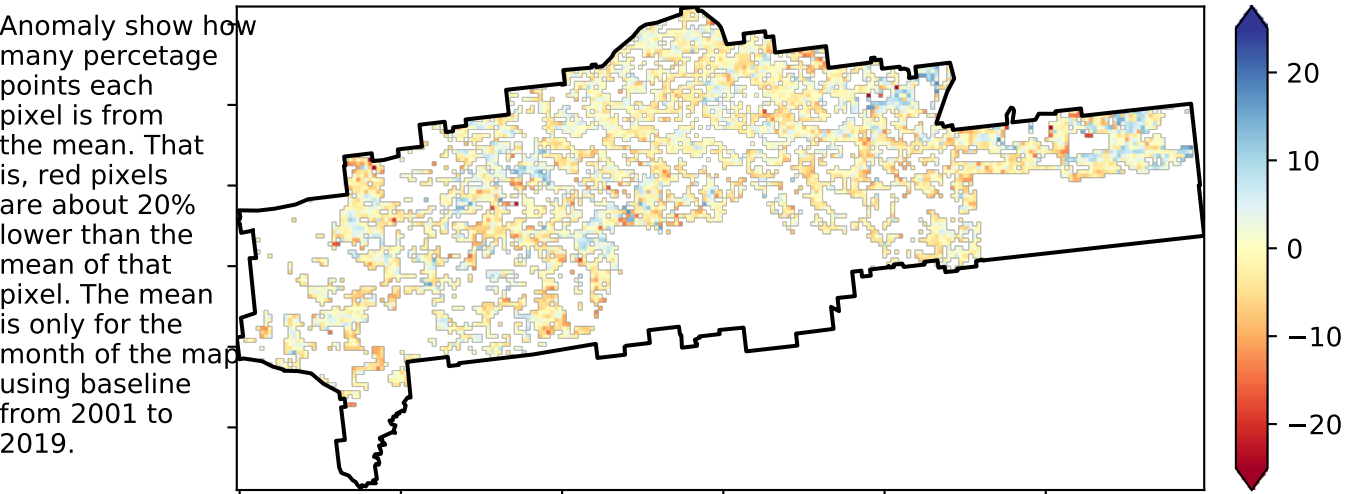 Anomaly show how
many percetage
points each
pixel is from
the mean. That
is, red pixels
are about 20%
lower than the
mean of that
pixel. The mean
is only for the
month of the map
using baseline
from 2001 to
2019.
20
10
0
−10
−20